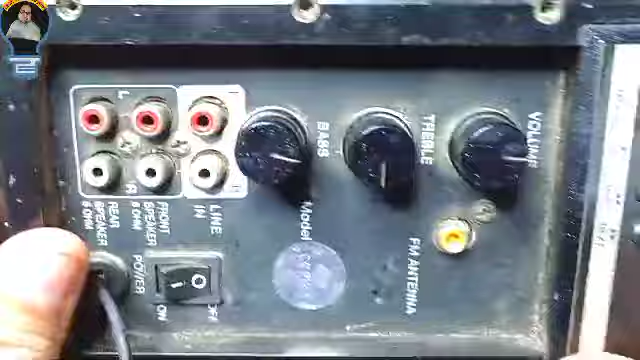 BASS
TREBLE
VOLUME
L
R
LINE
IN
FRONT
SPEAKER
8 OHM
REAR
SPEAKER
8 OHM
Model
FM ANTENNA
POWER
ON
OFF